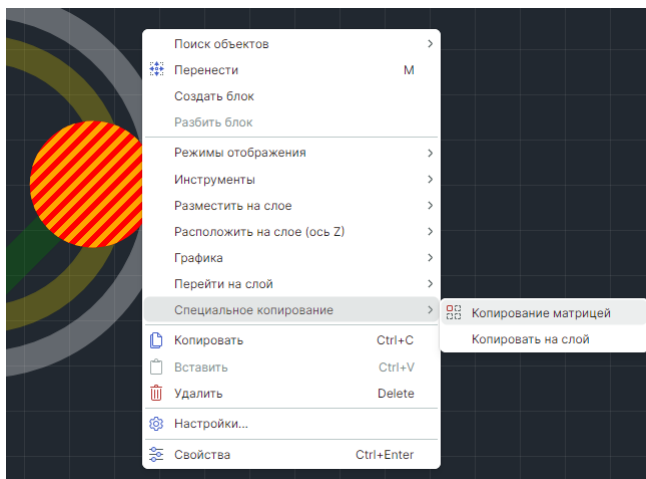 Поиск объектов
Перенести M
Создать блок
Разбить блок
Режимы отображения
Инструменты
Разместить на слое
Расположить на слое (ось Z)
Графика
Перейти на слой
Специальное копирование
Копирование матрицей
Копировать на слой
Копировать Ctrl+C
Вставить Ctrl+V
Удалить Delete
Настройки...
Свойства Ctrl+Enter